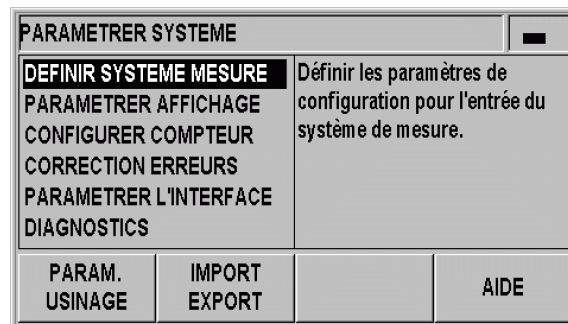 PARAMETRER SYSTEME
DEFINIR SYSTEME MESURE
PARAMETRER AFFICHAGE
CONFIGURER COMPTEUR
CORRECTION ERREURS
PARAMETRER L'INTERFACE
DIAGNOSTICS
Définir les paramètres de
configuration pour l'entrée du
système de mesure.
PARAM.
USINAGE
IMPORT
EXPORT
AIDE